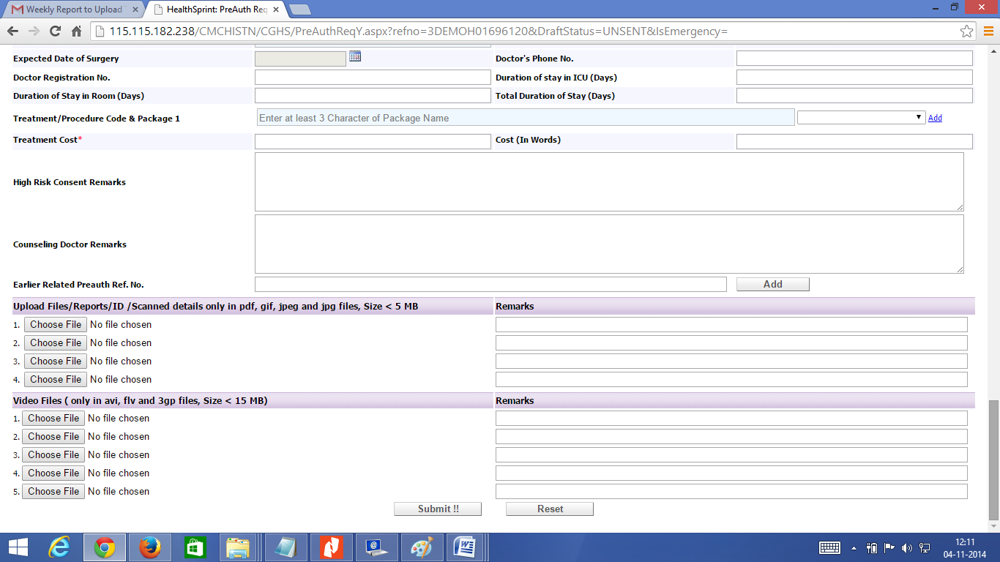 Weekly Report to Upload
HealthSprint: PreAuth Req
115.115.182.238/CMCHISTN/CGHS/PreAuthReqY.aspx?refno=3DEMOH01696120&DraftStatus=UNSENT&IsEmergency=
Expected Date of Surgery Doctor's Phone No.
Doctor Registration No. Duration of stay in ICU (Days)
Duration of Stay in Room (Days) Total Duration of Stay (Days)
Treatment/Procedure Code & Package 1 Enter at least 3 Character of Package Name Add
Treatment Cost* Cost (In Words)
High Risk Consent Remarks
Counseling Doctor Remarks
Earlier Related Preauth Ref. No. Add
Upload Files/Reports/ID /Scanned details only in pdf, gif, jpeg and jpg files, Size < 5 MB Remarks
1. Choose File No file chosen
2. Choose File No file chosen
3. Choose File No file chosen
4. Choose File No file chosen
Video Files ( only in avi, flv and 3gp files, Size < 15 MB) Remarks
1. Choose File No file chosen
2. Choose File No file chosen
3. Choose File No file chosen
4. Choose File No file chosen
5. Choose File No file chosen
Submit !! Reset
12:11
04-11-2014